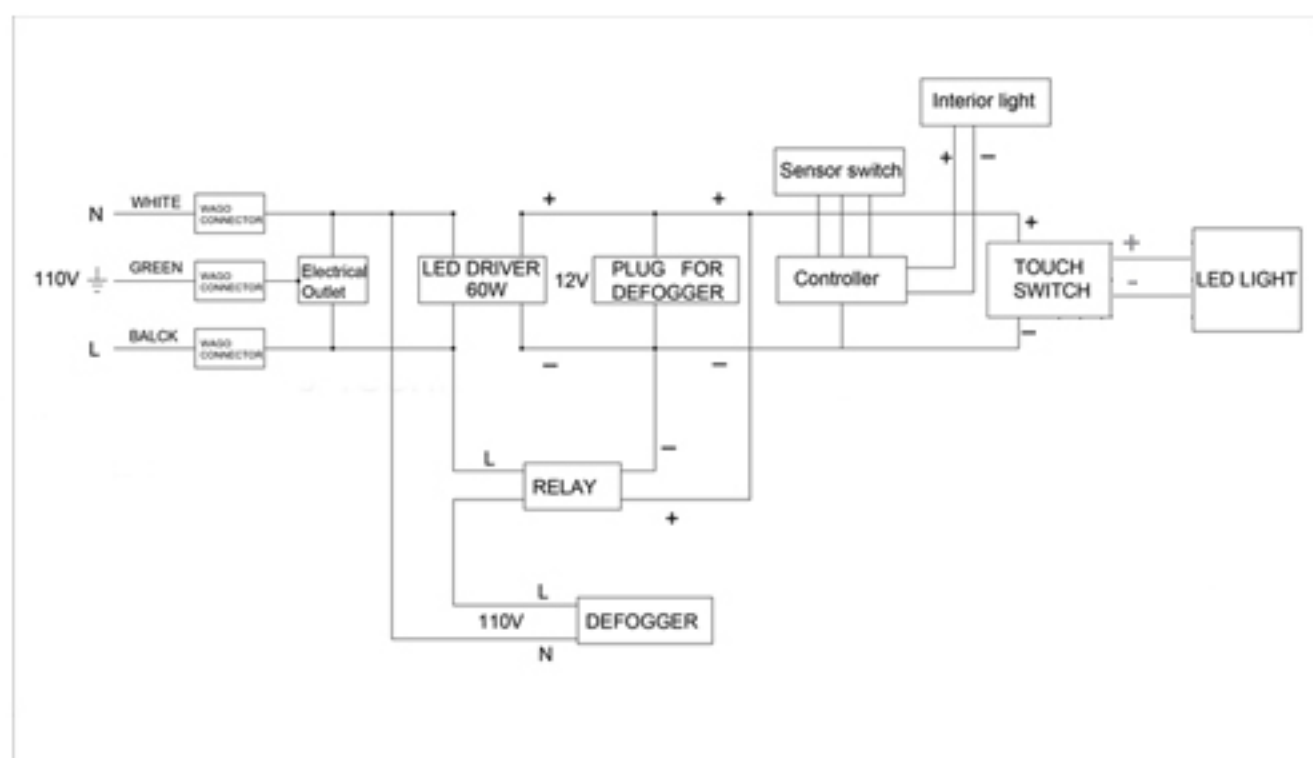 Interior light
+ −
Sensor switch
N WHITE WAGO
CONNECTOR
+ + +
110V GREEN WAGO
CONNECTOR
Electrical
Outlet
LED DRIVER
60W
12V
PLUG FOR
DEFOGGER
Controller
TOUCH
SWITCH
+
-
LED LIGHT
L BALCK WAGO
CONNECTOR
− − −
L −
RELAY
+
L
110V DEFOGGER
N